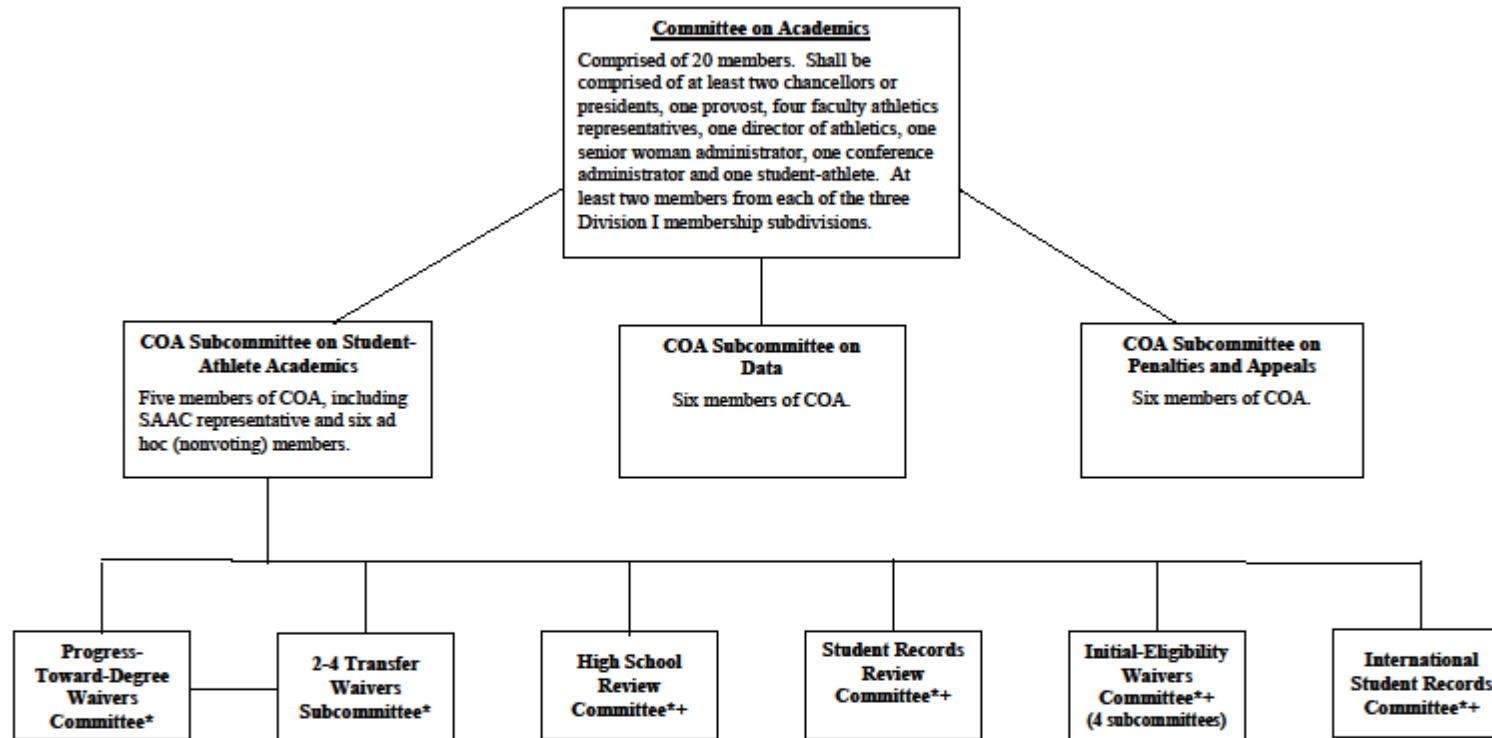 Committee on Academics
Comprised of 20 members. Shall be
comprised of at least two chancellors or
presidents, one provost, four faculty athletics
representatives, one director of athletics, one
senior woman administrator, one conference
administrator and one student-athlete. At
least two members from each of the three
Division I membership subdivisions.
COA Subcommittee on Student-
Athlete Academics
Five members of COA, including
SAAC representative and six ad
hoc (nonvoting) members.
COA Subcommittee on
Data
Six members of COA.
COA Subcommittee on
Penalties and Appeals
Six members of COA.
Progress-
Toward-Degree
Waivers
Committee*
2-4 Transfer
Waivers
Subcommittee*
High School
Review
Committee*+
Student Records
Review
Committee*+
Initial-Eligibility
Waivers
Committee*+
(4 subcommittees)
International
Student Records
Committee*+